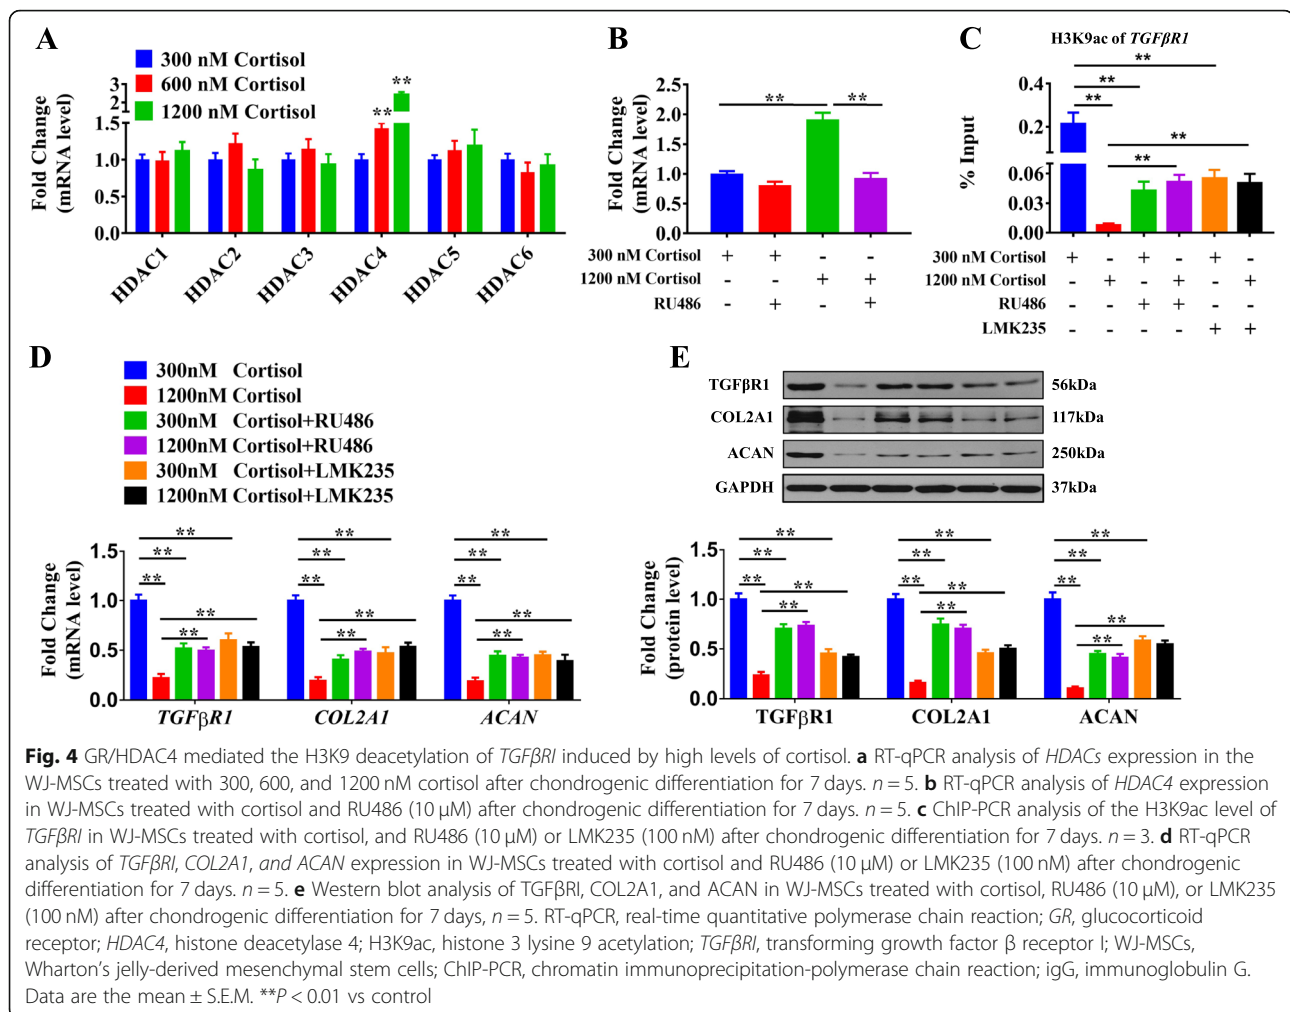 A
300 nM Cortisol
600 nM Cortisol
1200 nM Cortisol
Fold Change
(mRNA level)
3
2
1.5
1.0
0.5
0.0
**
**
HDAC1
HDAC2
HDAC3
HDAC4
HDAC5
HDAC6
B
Fold Change
(mRNA level)
2.5
2.0
1.5
1.0
0.5
0.0
** **
300 nM Cortisol + + - -
1200 nM Cortisol - - + +
RU486 - + - +
C
H3K9ac of TGFβR1
% Input
0.4
0.2
0.06
0.03
0.00
**
**
**
**
**
300 nM Cortisol + - + - + -
1200 nM Cortisol - + - + - +
RU486 - - + + - -
LMK235 - - - - + +
D
300nM Cortisol
1200nM Cortisol
300nM Cortisol+RU486
1200nM Cortisol+RU486
300nM Cortisol+LMK235
1200nM Cortisol+LMK235
Fold Change
(mRNA level)
1.5
1.0
0.5
0.0
** ** **
** ** **
** ** **
** ** **
** ** **
TGFβR1 COL2A1 ACAN
E
TGFβR1 56kDa
COL2A1 117kDa
ACAN 250kDa
GAPDH 37kDa
Fold Change
(protein level)
1.5
1.0
0.5
0.0
** ** **
** ** **
** ** **
** ** **
** ** **
TGFβR1 COL2A1 ACAN
Fig. 4 GR/HDAC4 mediated the H3K9 deacetylation of TGFβRI induced by high levels of cortisol. a RT-qPCR analysis of HDACs expression in the
WJ-MSCs treated with 300, 600, and 1200 nM cortisol after chondrogenic differentiation for 7 days. n = 5. b RT-qPCR analysis of HDAC4 expression
in WJ-MSCs treated with cortisol and RU486 (10 μM) after chondrogenic differentiation for 7 days. n = 5. c ChIP-PCR analysis of the H3K9ac level of
TGFβRI in WJ-MSCs treated with cortisol, and RU486 (10 μM) or LMK235 (100 nM) after chondrogenic differentiation for 7 days. n = 3. d RT-qPCR
analysis of TGFβRI, COL2A1, and ACAN expression in WJ-MSCs treated with cortisol and RU486 (10 μM) or LMK235 (100 nM) after chondrogenic
differentiation for 7 days. n = 5. e Western blot analysis of TGFβRI, COL2A1, and ACAN in WJ-MSCs treated with cortisol, RU486 (10 μM), or LMK235
(100 nM) after chondrogenic differentiation for 7 days, n = 5. RT-qPCR, real-time quantitative polymerase chain reaction; GR, glucocorticoid
receptor; HDAC4, histone deacetylase 4; H3K9ac, histone 3 lysine 9 acetylation; TGFβRI, transforming growth factor β receptor I; WJ-MSCs,
Wharton's jelly-derived mesenchymal stem cells; ChIP-PCR, chromatin immunoprecipitation-polymerase chain reaction; igG, immunoglobulin G.
Data are the mean ± S.E.M. **P < 0.01 vs control